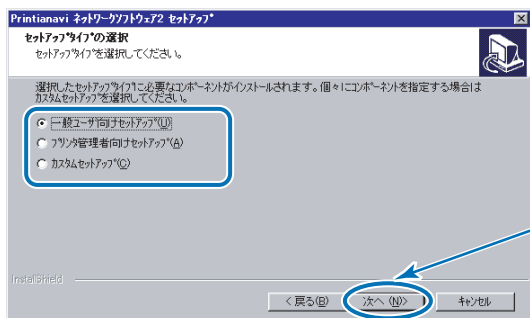 Printianavi ﾈｯﾄﾜｰｸｿﾌﾄｳｪｱ2 ｾｯﾄｱｯﾌﾟ
ｾｯﾄｱｯﾌﾟﾀｲﾌﾟの選択
ｾｯﾄｱｯﾌﾟﾀｲﾌﾟを選択してください。
選択したｾｯﾄｱｯﾌﾟﾀｲﾌﾟに必要なｺﾝﾎﾟｰﾈﾝﾄがｲﾝｽﾄｰﾙされます。個々にｺﾝﾎﾟｰﾈﾝﾄを指定する場合は
ｶｽﾀﾑｾｯﾄｱｯﾌﾟを選択してください。
一般ﾕｰｻﾞ向けｾｯﾄｱｯﾌﾟ(U)
ﾌﾟﾘﾝﾀ管理者向けｾｯﾄｱｯﾌﾟ(A)
ｶｽﾀﾑｾｯﾄｱｯﾌﾟ(C)
InstallShield
< 戻る(B) 次へ (N)> ｷｬﾝｾﾙ